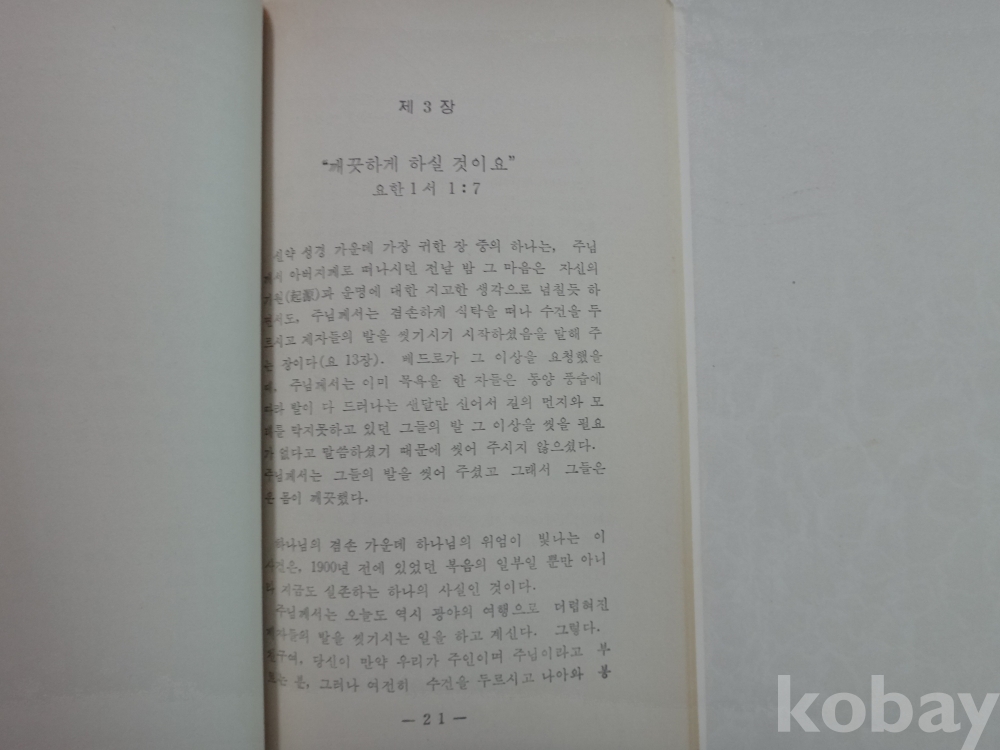 제 3 장
“깨끗하게 하실 것이요”
요한1서 1:7
신약 성경 가운데 가장 귀한 장 중의 하나는, 주님
께서 아버지께로 떠나시던 전날 밤 그 마음은 자신의
기원(起源)과 운명에 대한 지고한 생각으로 넘칠듯 하
면서도, 주님께서는 겸손하게 식탁을 떠나 수건을 두
르시고 제자들의 발을 씻기시기 시작하셨음을 말해 주
는 장이다(요 13장). 베드로가 그 이상을 요청했을
때, 주님께서는 이미 목욕을 한 자들은 동양 풍습에
따라 발이 다 드러나는 샌달만 신어서 길의 먼지와 모
래를 막지못하고 있던 그들의 발 그 이상을 씻을 필요
가 없다고 말씀하셨기 때문에 씻어 주시지 않으셨다.
주님께서는 그들의 발을 씻어 주셨고 그래서 그들은
온 몸이 깨끗했다.
하나님의 겸손 가운데 하나님의 위엄이 빛나는 이
사건은, 1900년 전에 있었던 복음의 일부일 뿐만 아니
라 지금도 실존하는 하나의 사실인 것이다.
주님께서는 오늘도 역시 광야의 여행으로 더럽혀진
제자들의 발을 씻기시는 일을 하고 계신다. 그렇다.
친구여, 당신이 만약 우리가 주인이며 주님이라고 부
르는 분, 그러나 여전히 수건을 두르시고 나아와 봉
— 21 —
kobay